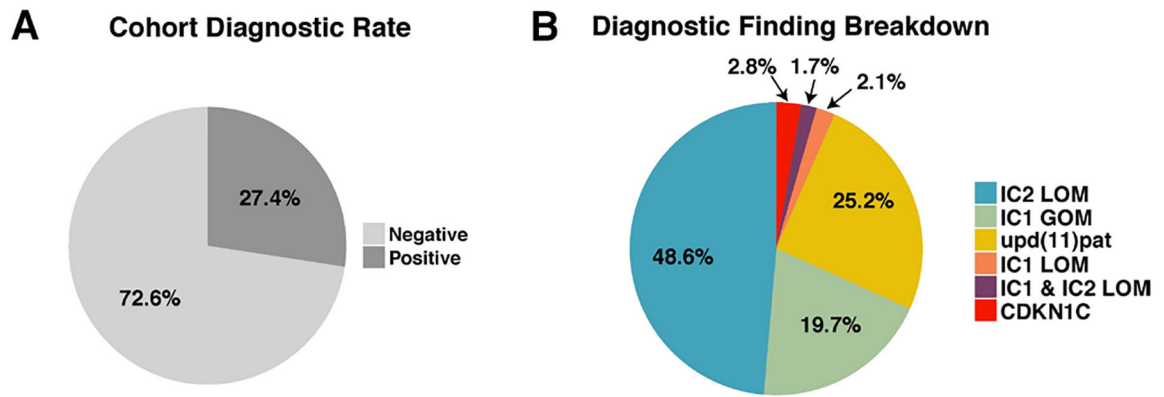 A
Cohort Diagnostic Rate
27.4%
72.6%
Negative
Positive
B
Diagnostic Finding Breakdown
2.8%
1.7%
2.1%
25.2%
48.6%
19.7%
IC2 LOM
IC1 GOM
upd(11)pat
IC1 LOM
IC1 & IC2 LOM
CDKN1C